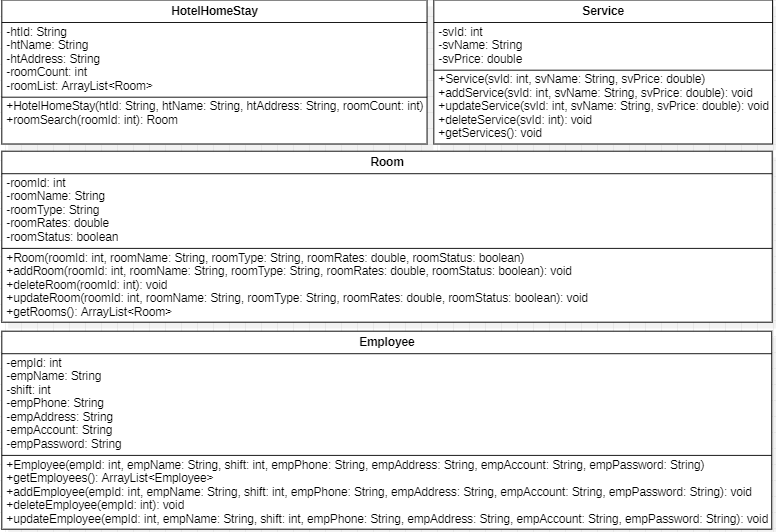 HotelHomeStay
-htId: String
-htName: String
-htAddress: String
-roomCount: int
-roomList: ArrayList<Room>
+HotelHomeStay(htId: String, htName: String, htAddress: String, roomCount: int)
+roomSearch(roomId: int): Room
Service
-svId: int
-svName: String
-svPrice: double
+Service(svId: int, svName: String, svPrice: double)
+addService(svId: int, svName: String, svPrice: double): void
+updateService(svId: int, svName: String, svPrice: double): void
+deleteService(svId: int): void
+getServices(): void
Room
-roomId: int
-roomName: String
-roomType: String
-roomRates: double
-roomStatus: boolean
+Room(roomId: int, roomName: String, roomType: String, roomRates: double, roomStatus: boolean)
+addRoom(roomId: int, roomName: String, roomType: String, roomRates: double, roomStatus: boolean): void
+deleteRoom(roomId: int): void
+updateRoom(roomId: int, roomName: String, roomType: String, roomRates: double, roomStatus: boolean): void
+getRooms(): ArrayList<Room>
Employee
-empId: int
-empName: String
-shift: int
-empPhone: String
-empAddress: String
-empAccount: String
-empPassword: String
+Employee(empId: int, empName: String, shift: int, empPhone: String, empAddress: String, empAccount: String, empPassword: String)
+getEmployees(): ArrayList<Employee>
+addEmployee(empId: int, empName: String, shift: int, empPhone: String, empAddress: String, empAccount: String, empPassword: String): void
+deleteEmployee(empId: int): void
+updateEmployee(empId: int, empName: String, shift: int, empPhone: String, empAddress: String, empAccount: String, empPassword: String): void